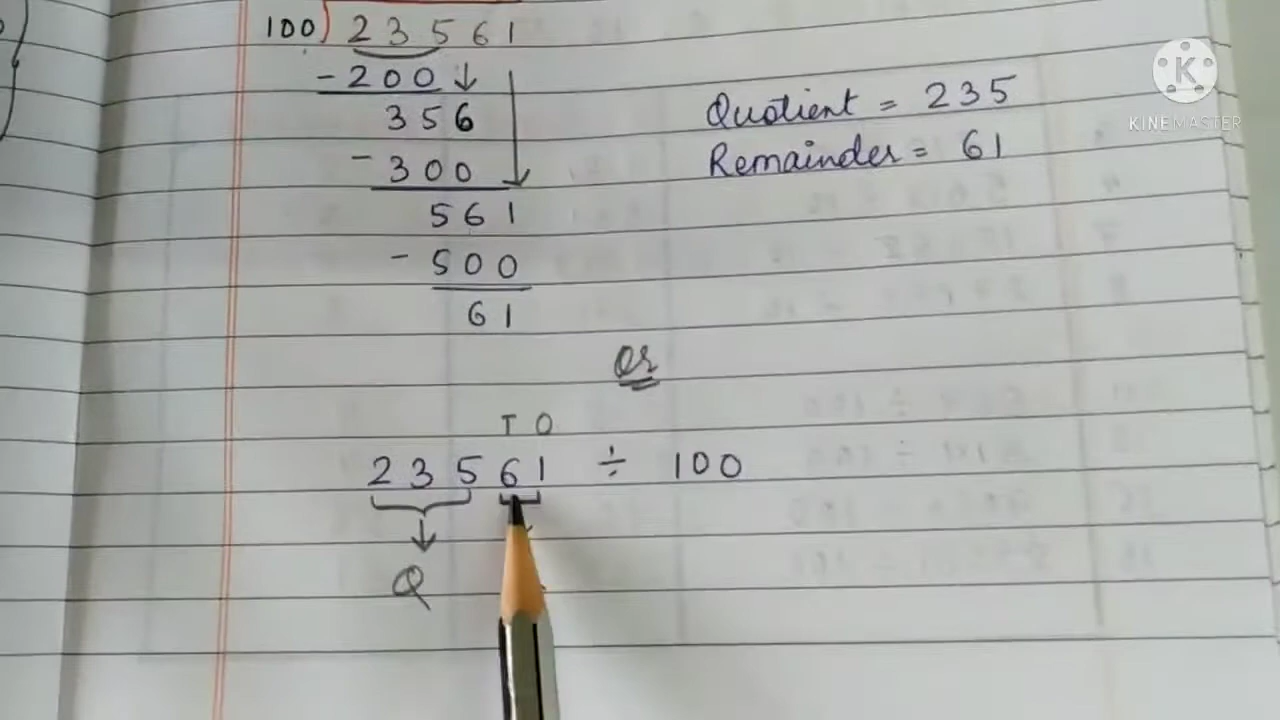 100) 23561
- 200
356
- 300
561
- 500
61
Quotient = 235
Remainder = 61
KINEMASTER
Or
T O
23561 ÷ 100
Q